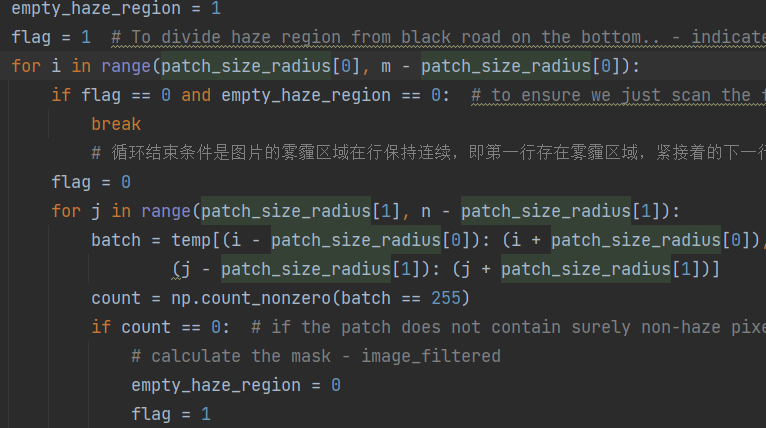 empty_haze_region = 1
flag = 1  # To divide haze region from black road on the bottom.. - indicate
for i in range(patch_size_radius[0], m - patch_size_radius[0]):
    if flag == 0 and empty_haze_region == 0:  # to ensure we just scan the
        break
        # 循环结束条件是图片的雾霾区域在行保持连续，即第一行存在雾霾区域，紧接着的下一行
    flag = 0
    for j in range(patch_size_radius[1], n - patch_size_radius[1]):
        batch = temp[(i - patch_size_radius[0]): (i + patch_size_radius[0]),
                (j - patch_size_radius[1]): (j + patch_size_radius[1])]
        count = np.count_nonzero(batch == 255)
        if count == 0:  # if the patch does not contain surely non-haze pixe
            # calculate the mask - image_filtered
            empty_haze_region = 0
            flag = 1